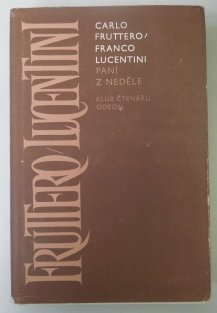 FRUTTERO/LUCENTINI
CARLO
FRUTTERO/
FRANCO
LUCENTINI
PANÍ
Z NEDĚLE
KLUB ČTENÁŘŮ
ODEON